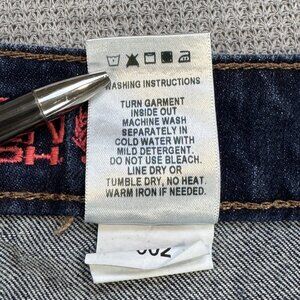 WASHING INSTRUCTIONS
TURN GARMENT
INSIDE OUT
MACHINE WASH
SEPARATELY IN
COLD WATER WITH
MILD DETERGENT.
DO NOT USE BLEACH.
LINE DRY OR
TUMBLE DRY, NO HEAT.
WARM IRON IF NEEDED.